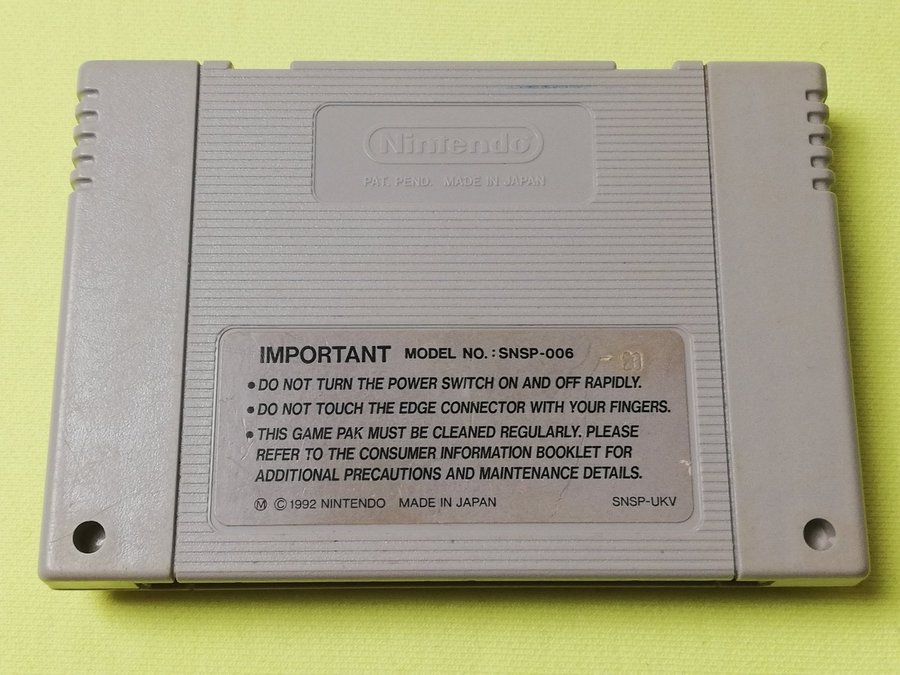 Nintendo
PAT. PEND. MADE IN JAPAN
IMPORTANT MODEL NO. : SNSP-006
● DO NOT TURN THE POWER SWITCH ON AND OFF RAPIDLY.
● DO NOT TOUCH THE EDGE CONNECTOR WITH YOUR FINGERS.
● THIS GAME PAK MUST BE CLEANED REGULARLY. PLEASE
REFER TO THE CONSUMER INFORMATION BOOKLET FOR
ADDITIONAL PRECAUTIONS AND MAINTENANCE DETAILS.
Ⓜ © 1992 NINTENDO MADE IN JAPAN SNSP-UKV